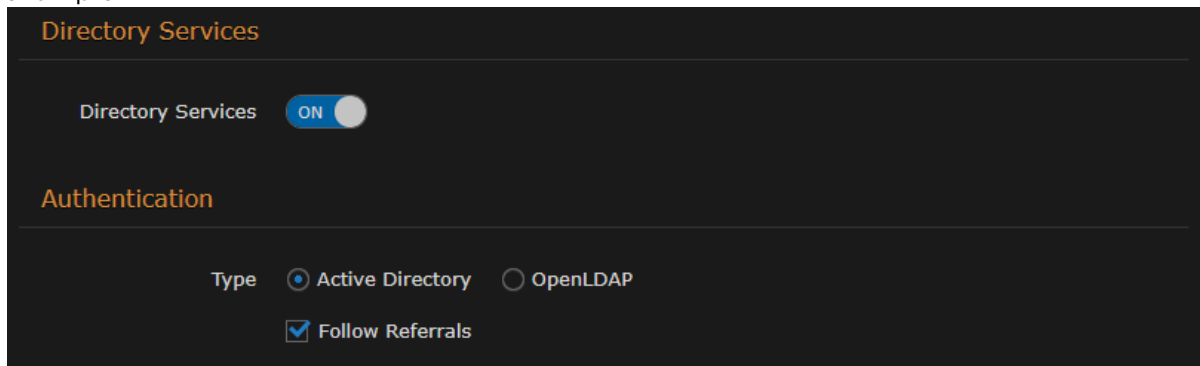 Directory Services
Directory Services ON
Authentication
Type Active Directory OpenLDAP
Follow Referrals